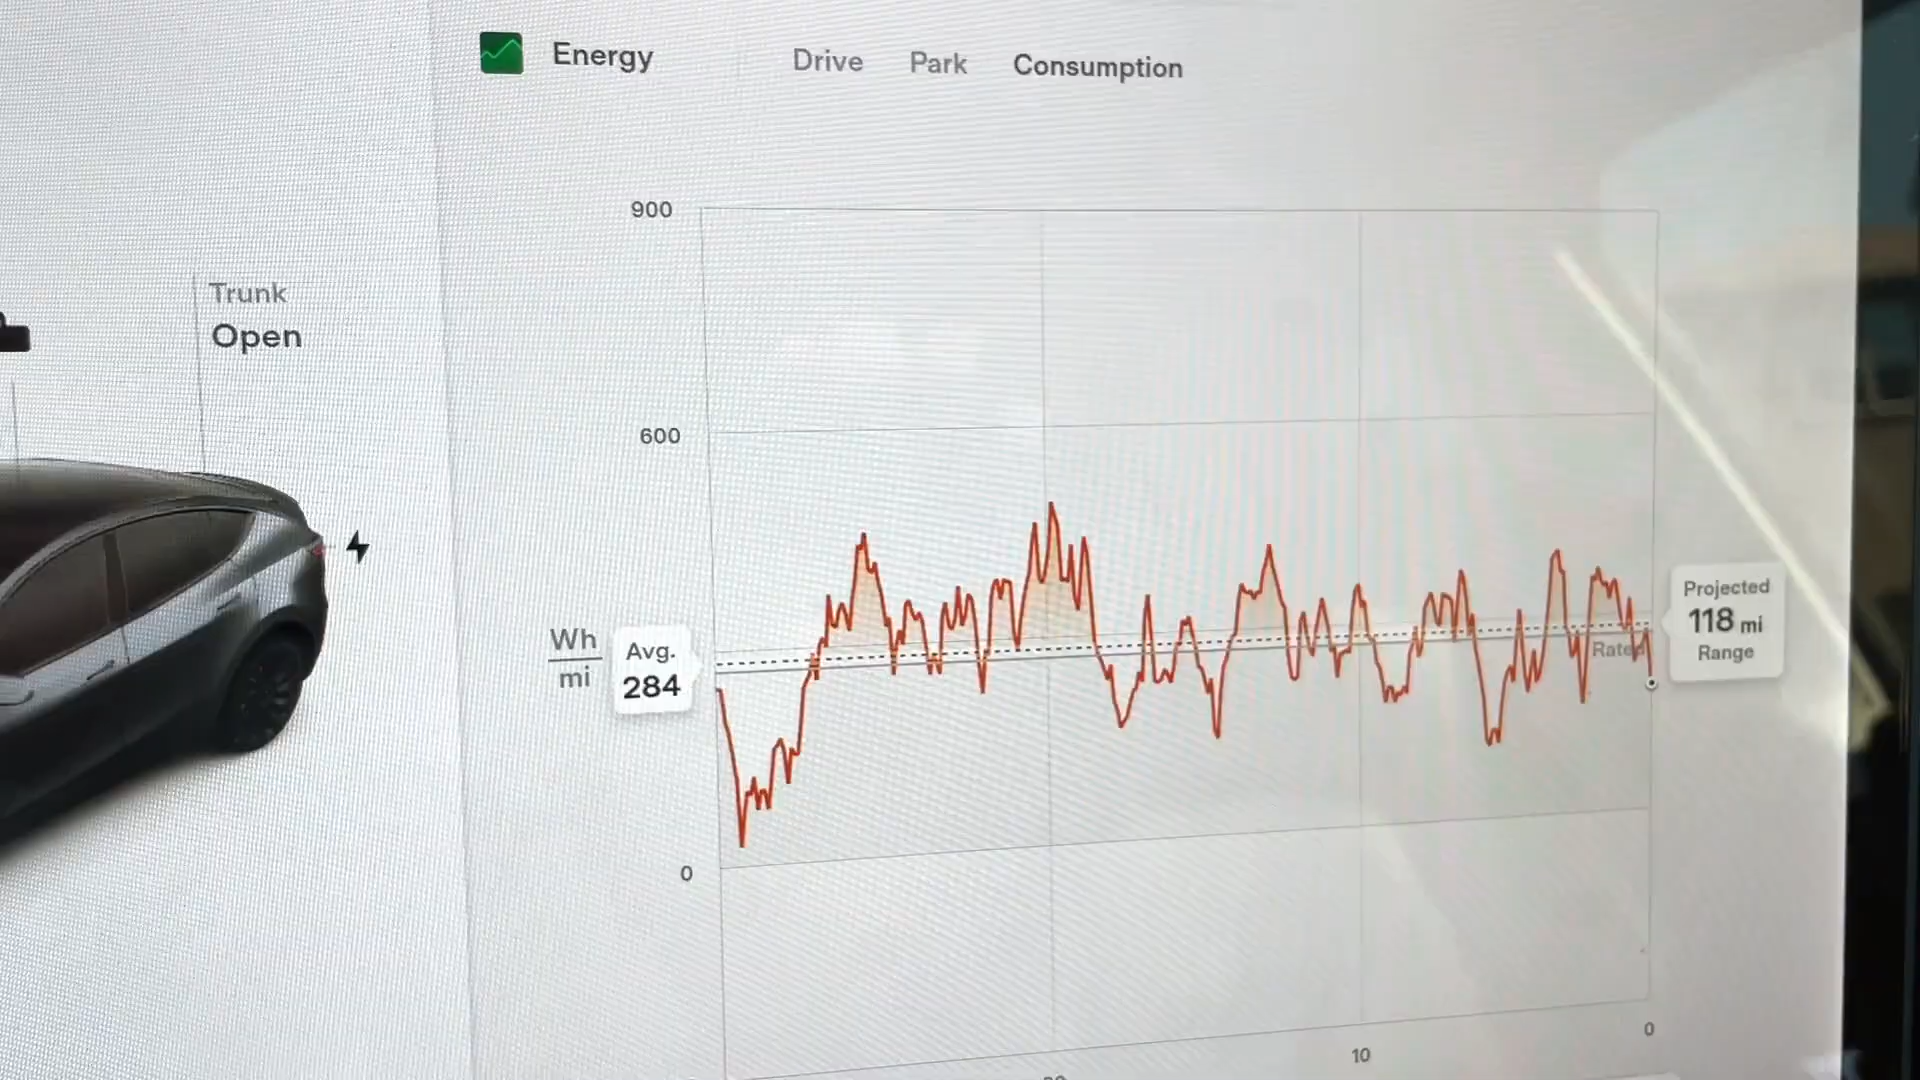 Energy
Drive
Park
Consumption
900
Trunk
Open
600
Wh
mi
Avg.
284
Projected
118 mi
Range
Rated
0
0
10